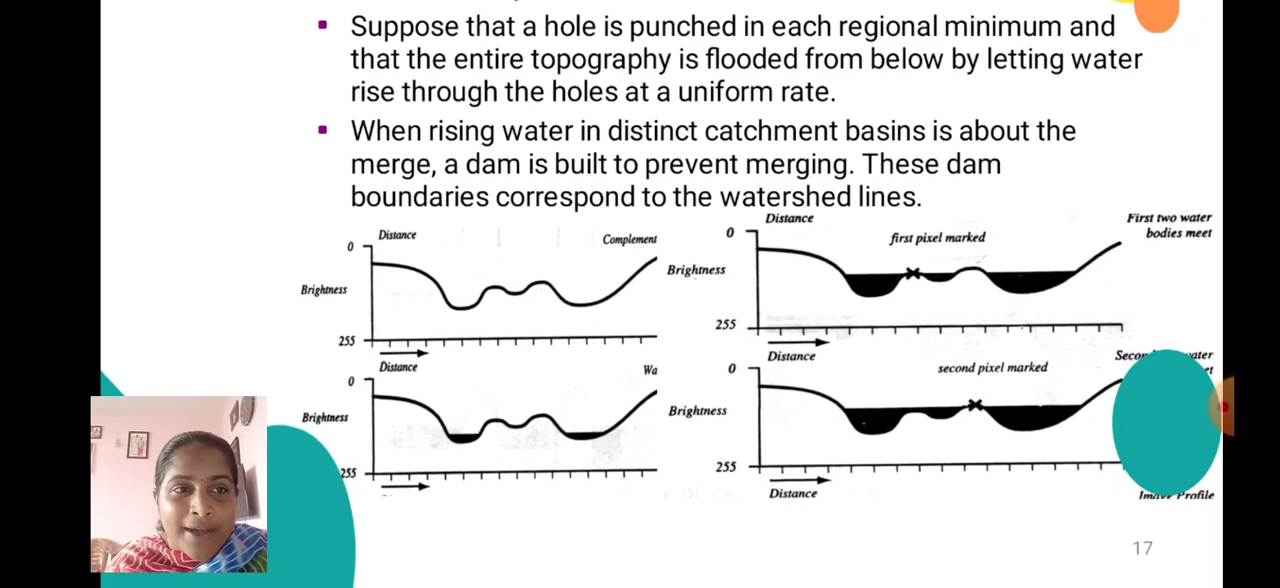 Suppose that a hole is punched in each regional minimum and
that the entire topography is flooded from below by letting water
rise through the holes at a uniform rate.
When rising water in distinct catchment basins is about the
merge, a dam is built to prevent merging. These dam
boundaries correspond to the watershed lines.
Distance
Complement
0
Brightness
255
Distance
First two water
bodies meet
0
first pixel marked
Brightness
255
Distance
Wa
0
Brightness
255
Distance
Secon water
et
0
second pixel marked
Brightness
255
Distance
Profile
17